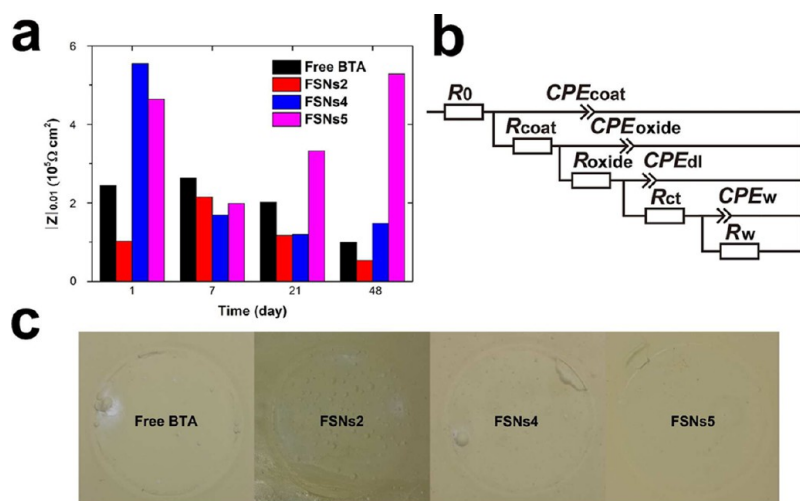 a
6
4
2
0
|Z|0.01 (10⁵Ω cm²)
Free BTA
FSNs2
FSNs4
FSNs5
1 7 21 48
Time (day)
b
R0 CPEcoat
Rcoat CPEoxide
Roxide CPEdl
Rct CPEw
Rw
c
Free BTA FSNs2 FSNs4 FSNs5